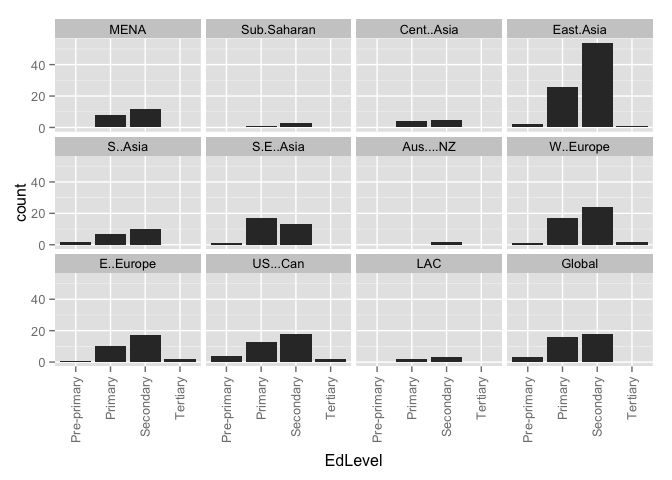 MENA Sub.Saharan Cent..Asia East.Asia
40
20
0
S..Asia S.E..Asia Aus....NZ W..Europe
40
20
0
count
E..Europe US...Can LAC Global
40
20
0
Pre-primary Primary Secondary Tertiary Pre-primary Primary Secondary Tertiary Pre-primary Primary Secondary Tertiary Pre-primary Primary Secondary Tertiary
EdLevel